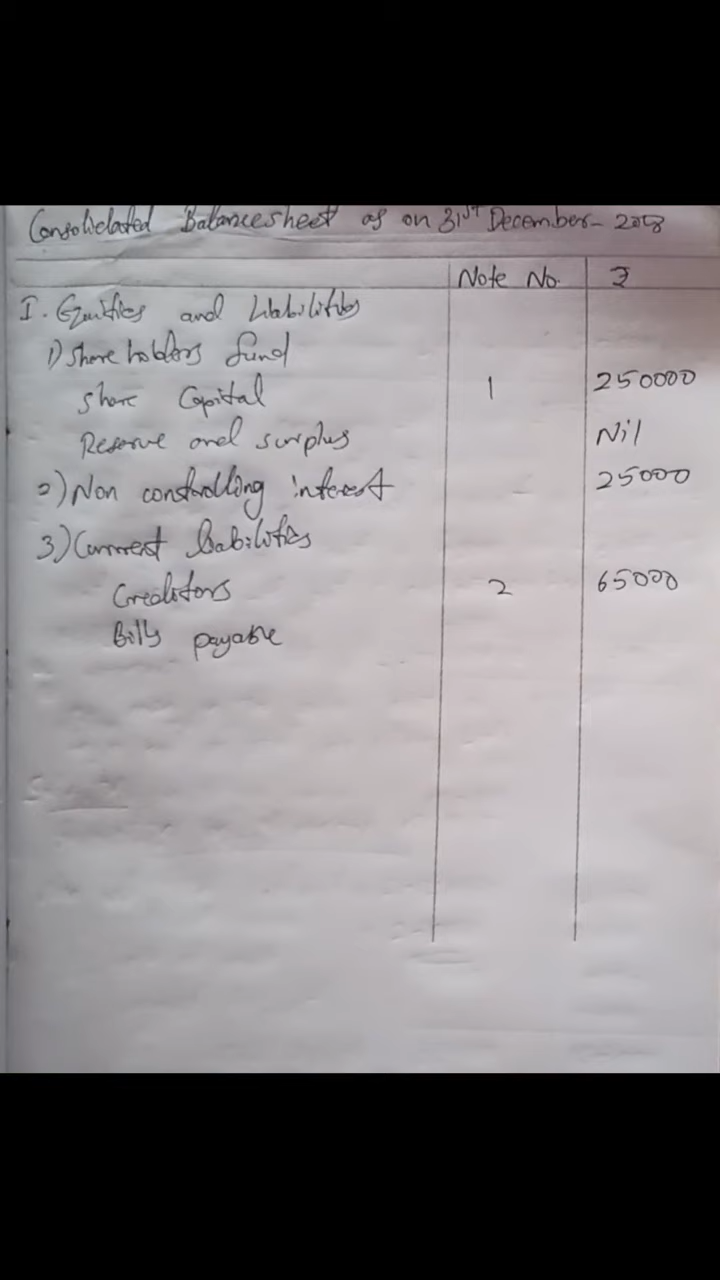 Consolidated Balancesheet as on 31ST December- 2018
Note No. ₹
I. Equities and Liabilities
1) Share holders fund
Share Capital 1 250000
Reserve and surplus Nil
2) Non controlling interest 25000
3) Current liabilities
Creditors 2 65000
Bills payable